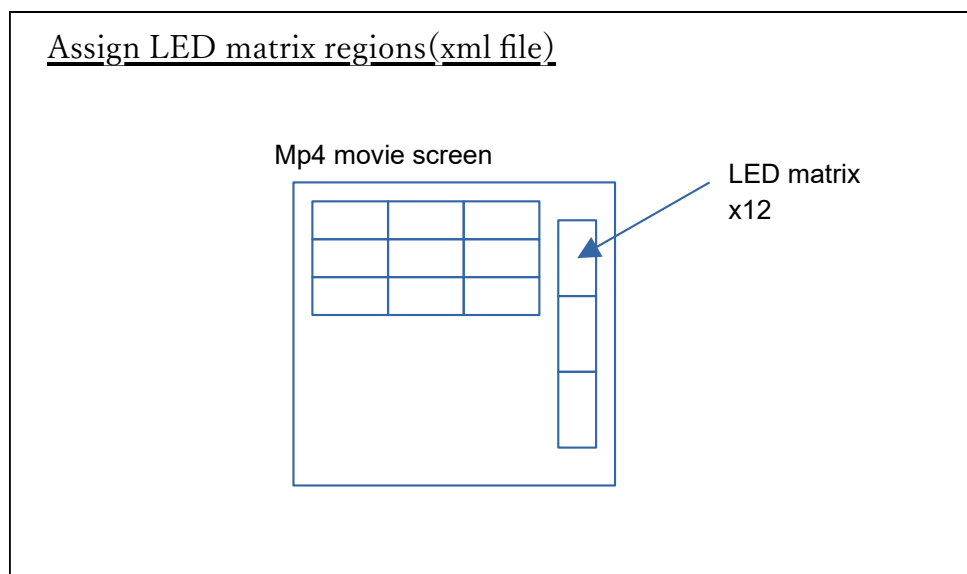 Assign LED matrix regions(xml file)
Mp4 movie screen
LED matrix
x12